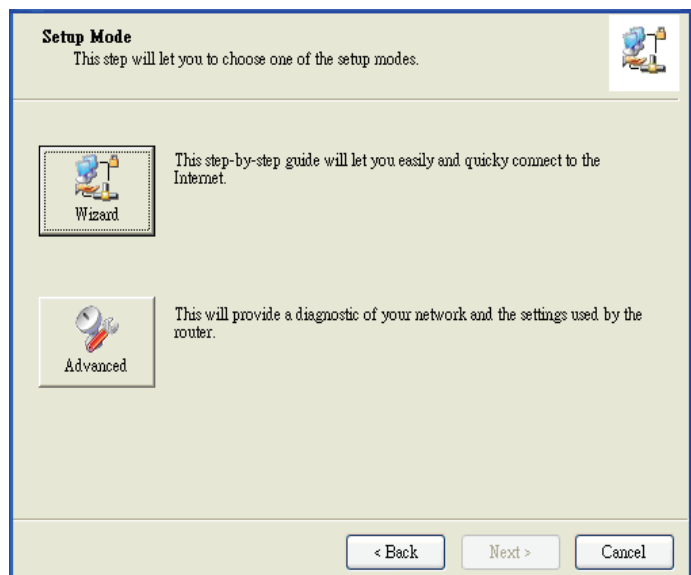 Setup Mode
This step will let you to choose one of the setup modes.
Wizard
This step-by-step guide will let you easily and quicky connect to the
Internet.
Advanced
This will provide a diagnostic of your network and the settings used by the
router.
< Back
Next >
Cancel